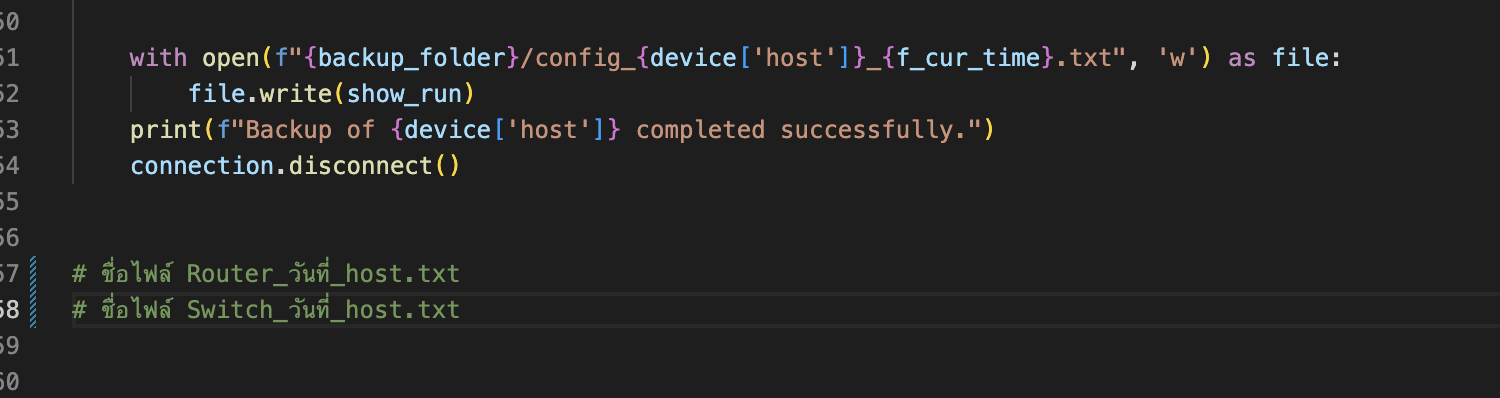 50
51 with open(f"{backup_folder}/config_{device['host']}_{f_cur_time}.txt", 'w') as file:
52 file.write(show_run)
53 print(f"Backup of {device['host']} completed successfully.")
54 connection.disconnect()
55
56
57 # ชื่อไฟล์ Router_วันที่_host.txt
58 # ชื่อไฟล์ Switch_วันที่_host.txt
59
60